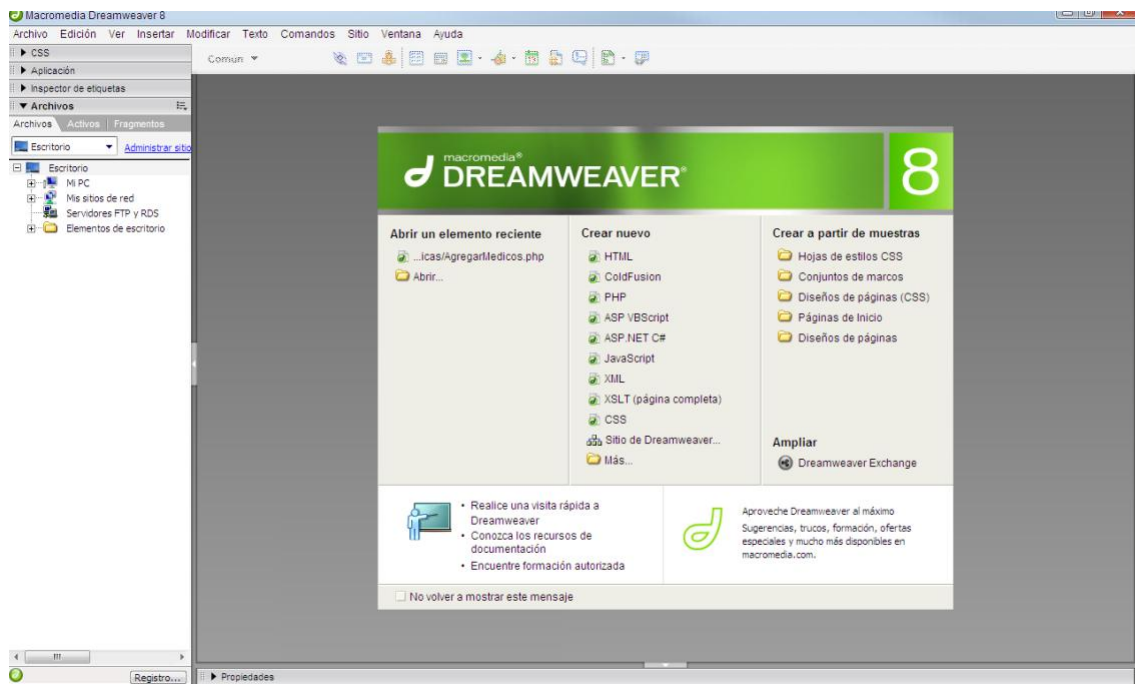 Macromedia Dreamweaver 8
Archivo Edición Ver Insertar Modificar Texto Comandos Sitio Ventana Ayuda
CSS
Común
Aplicación
Inspector de etiquetas
Archivos
Archivos Activos Fragmentos
Escritorio Administrar sitio
Escritorio
Mi PC
Mis sitios de red
Servidores FTP y RDS
Elementos de escritorio
macromedia®
DREAMWEAVER®
8
Abrir un elemento reciente
...icas/AgregarMedicos.php
Abrir...
Crear nuevo
HTML
ColdFusion
PHP
ASP VBScript
ASP.NET C#
JavaScript
XML
XSLT (página completa)
CSS
Sitio de Dreamweaver...
Más...
Crear a partir de muestras
Hojas de estilos CSS
Conjuntos de marcos
Diseños de páginas (CSS)
Páginas de Inicio
Diseños de páginas
Ampliar
Dreamweaver Exchange
• Realice una visita rápida a
Dreamweaver
• Conozca los recursos de
documentación
• Encuentre formación autorizada
Aproveche Dreamweaver al máximo
Sugerencias, trucos, formación, ofertas
especiales y mucho más disponibles en
macromedia.com.
No volver a mostrar este mensaje
Registro...
Propiedades